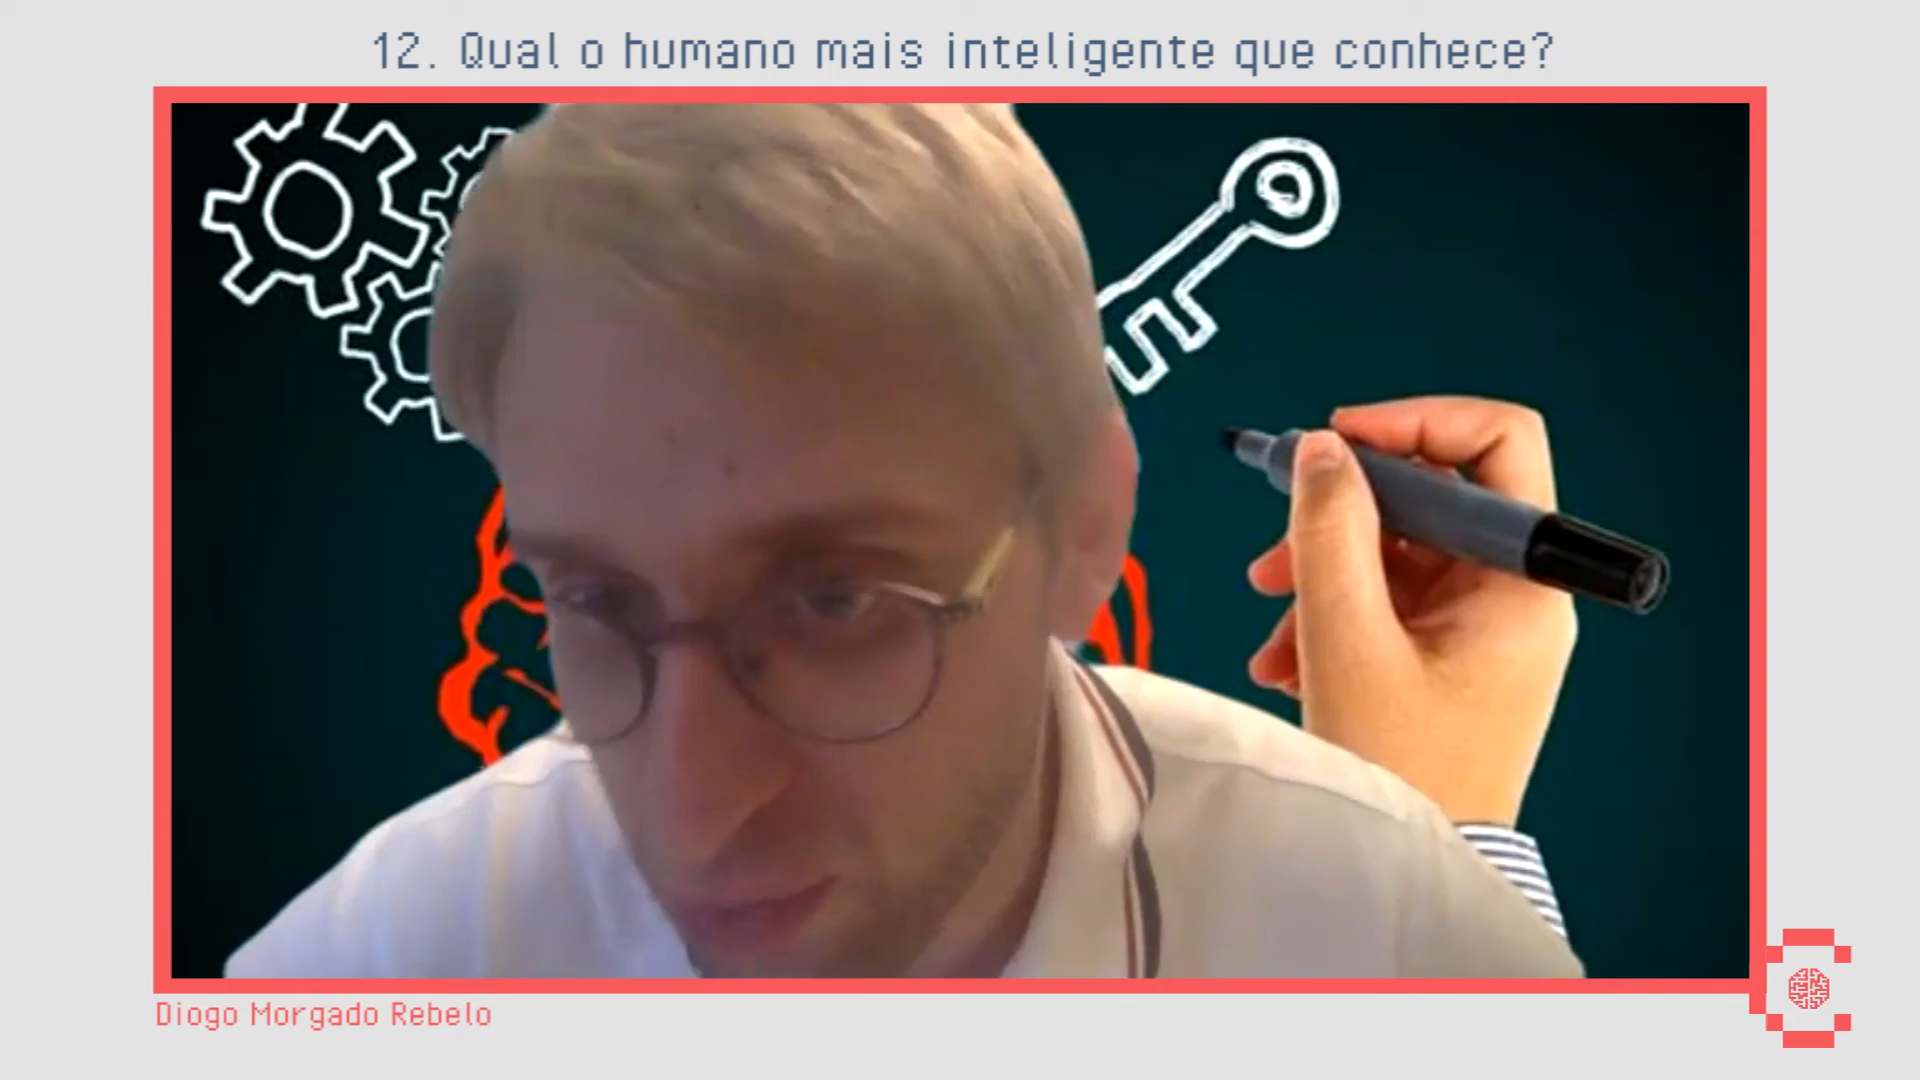 12. Qual o humano mais inteligente que conhece?
Diogo Morgado Rebelo